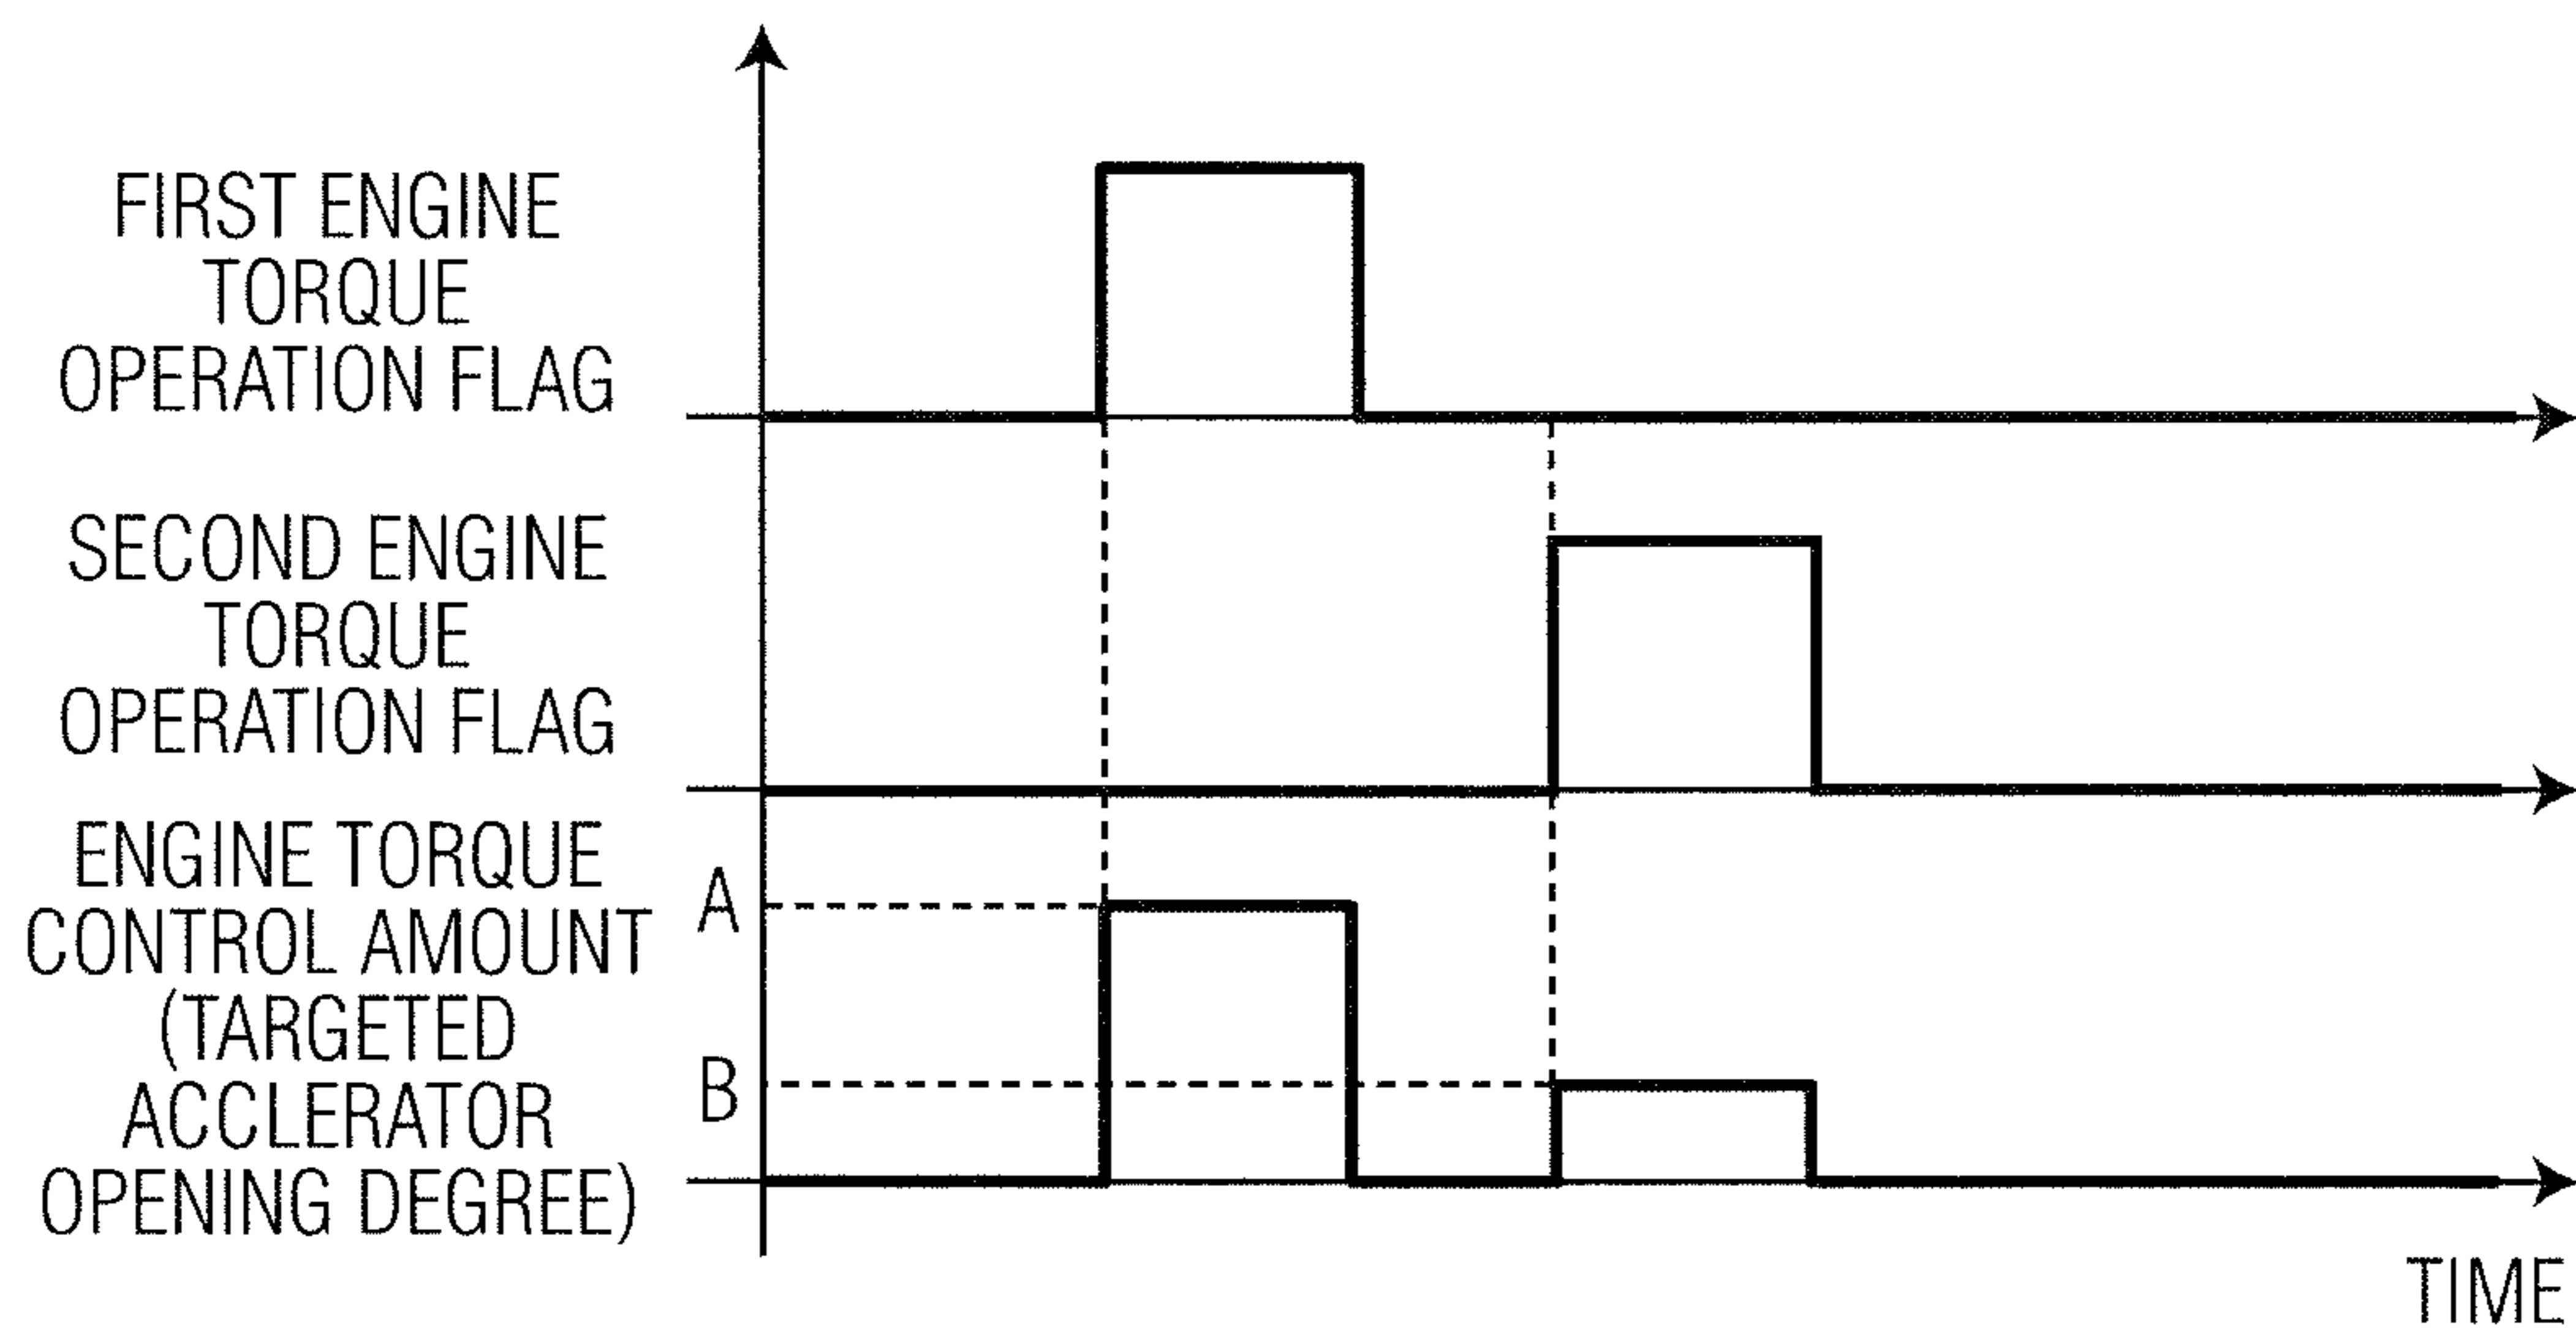 FIRST ENGINE
TORQUE
OPERATION FLAG
SECOND ENGINE
TORQUE
OPERATION FLAG
ENGINE TORQUE
CONTROL AMOUNT
(TARGETED
ACCLERATOR
OPENING DEGREE)
A
B
TIME